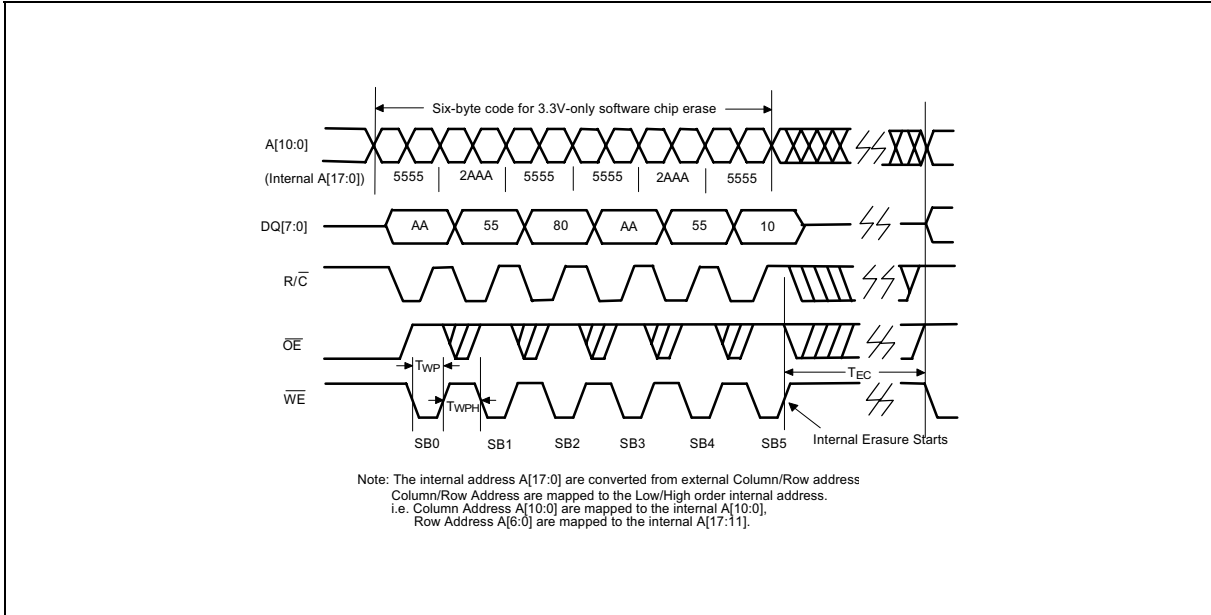 Six-byte code for 3.3V-only software chip erase
A[10:0]
(Internal A[17:0])
5555 2AAA 5555 5555 2AAA 5555
DQ[7:0]
AA 55 80 AA 55 10
R/C̅
O̅E̅
TWP
TEC
W̅E̅
TWPH
SB0 SB1 SB2 SB3 SB4 SB5
Internal Erasure Starts
Note: The internal address A[17:0] are converted from external Column/Row address
Column/Row Address are mapped to the Low/High order internal address.
i.e. Column Address A[10:0] are mapped to the internal A[10:0],
Row Address A[6:0] are mapped to the internal A[17:11].